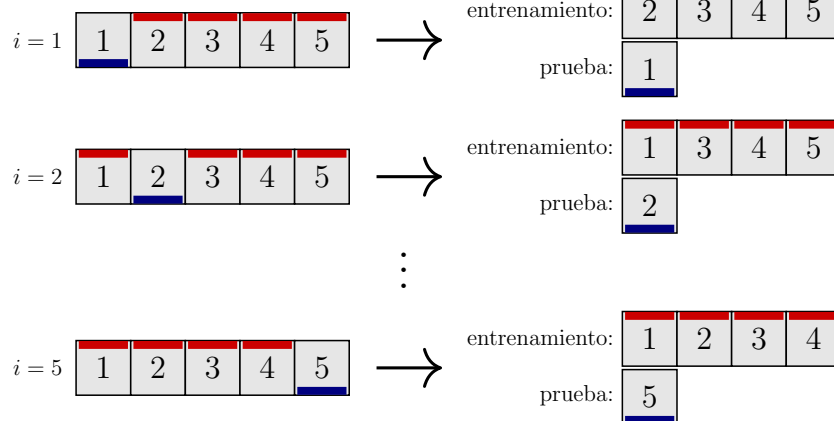 entrenamiento: 2 3 4 5
i = 1 1 2 3 4 5
prueba: 1
entrenamiento: 1 3 4 5
i = 2 1 2 3 4 5
prueba: 2
entrenamiento: 1 2 3 4
i = 5 1 2 3 4 5
prueba: 5